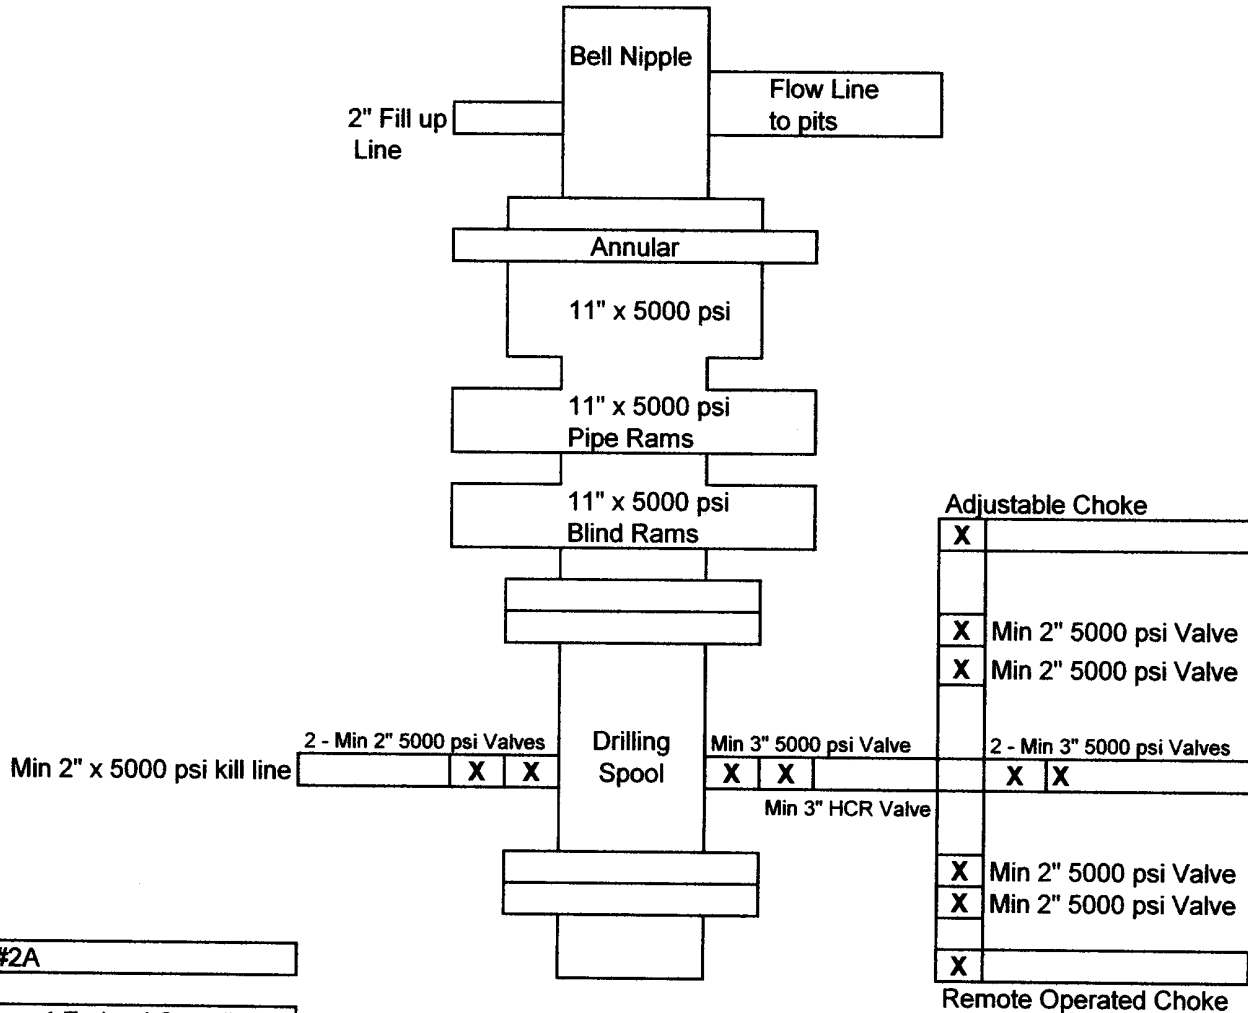 Bell Nipple
Flow Line
to pits
2" Fill up
Line
Annular
11" x 5000 psi
11" x 5000 psi
Pipe Rams
11" x 5000 psi
Blind Rams
Adjustable Choke
X
X Min 2" 5000 psi Valve
X Min 2" 5000 psi Valve
2 - Min 2" 5000 psi Valves
Drilling
Spool
Min 3" 5000 psi Valve
2 - Min 3" 5000 psi Valves
Min 2" x 5000 psi kill line
X X
X X
X X
Min 3" HCR Valve
X Min 2" 5000 psi Valve
X Min 2" 5000 psi Valve
#2A
X
Remote Operated Choke